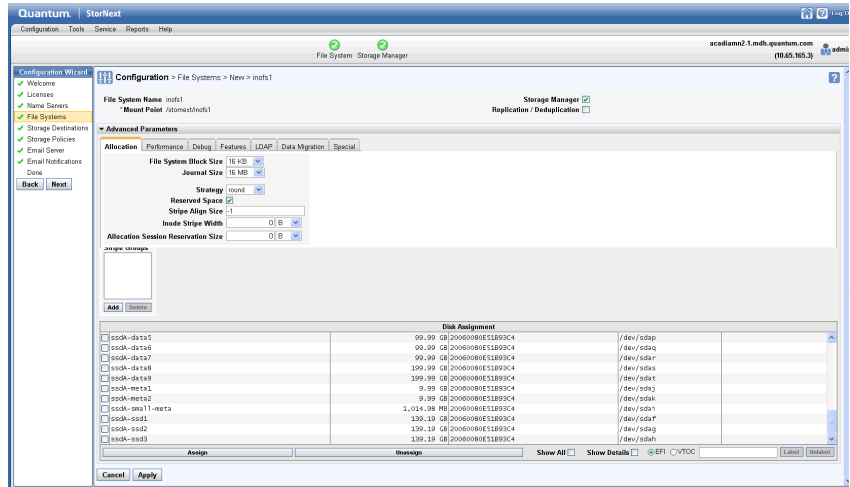 Quantum. | StorNext
Log O
Configuration Tools Service Reports Help
File System Storage Manager
acadiamn2-1.mdh.quantum.com
(10.65.165.3)
admi
Configuration Wizard
Welcome
Licenses
Name Servers
File Systems
Storage Destinations
Storage Policies
Email Server
Email Notifications
Done
Back Next
Configuration > File Systems > New > inofs1
File System Name inofs1
*Mount Point /stornext/inofs1
Storage Manager
Replication / Deduplication
Advanced Parameters
Allocation Performance Debug Features LDAP Data Migration Special
File System Block Size 16 KB
Journal Size 16 MB
Strategy round
Reserved Space
Stripe Align Size -1
Inode Stripe Width 0 B
Allocation Session Reservation Size 0 B
Stripe Groups
Add Delete
Disk Assignment
ssdA-data5 99.99 GB 20060080E51B93C4 /dev/sdap
ssdA-data6 99.99 GB 20060080E51B93C4 /dev/sdaq
ssdA-data7 99.99 GB 20060080E51B93C4 /dev/sdar
ssdA-data8 199.99 GB 20060080E51B93C4 /dev/sdas
ssdA-data9 199.99 GB 20060080E51B93C4 /dev/sdat
ssdA-meta1 9.99 GB 20060080E51B93C4 /dev/sdaj
ssdA-meta2 9.99 GB 20060080E51B93C4 /dev/sdak
ssdA-small-meta 1,014.98 MB 20060080E51B93C4 /dev/sdai
ssdA-ssd1 139.19 GB 20060080E51B93C4 /dev/sdaf
ssdA-ssd2 139.19 GB 20060080E51B93C4 /dev/sdag
ssdA-ssd3 139.19 GB 20060080E51B93C4 /dev/sdah
Assign Unassign Show All Show Details EFI VTOC Label Unlabel
Cancel Apply